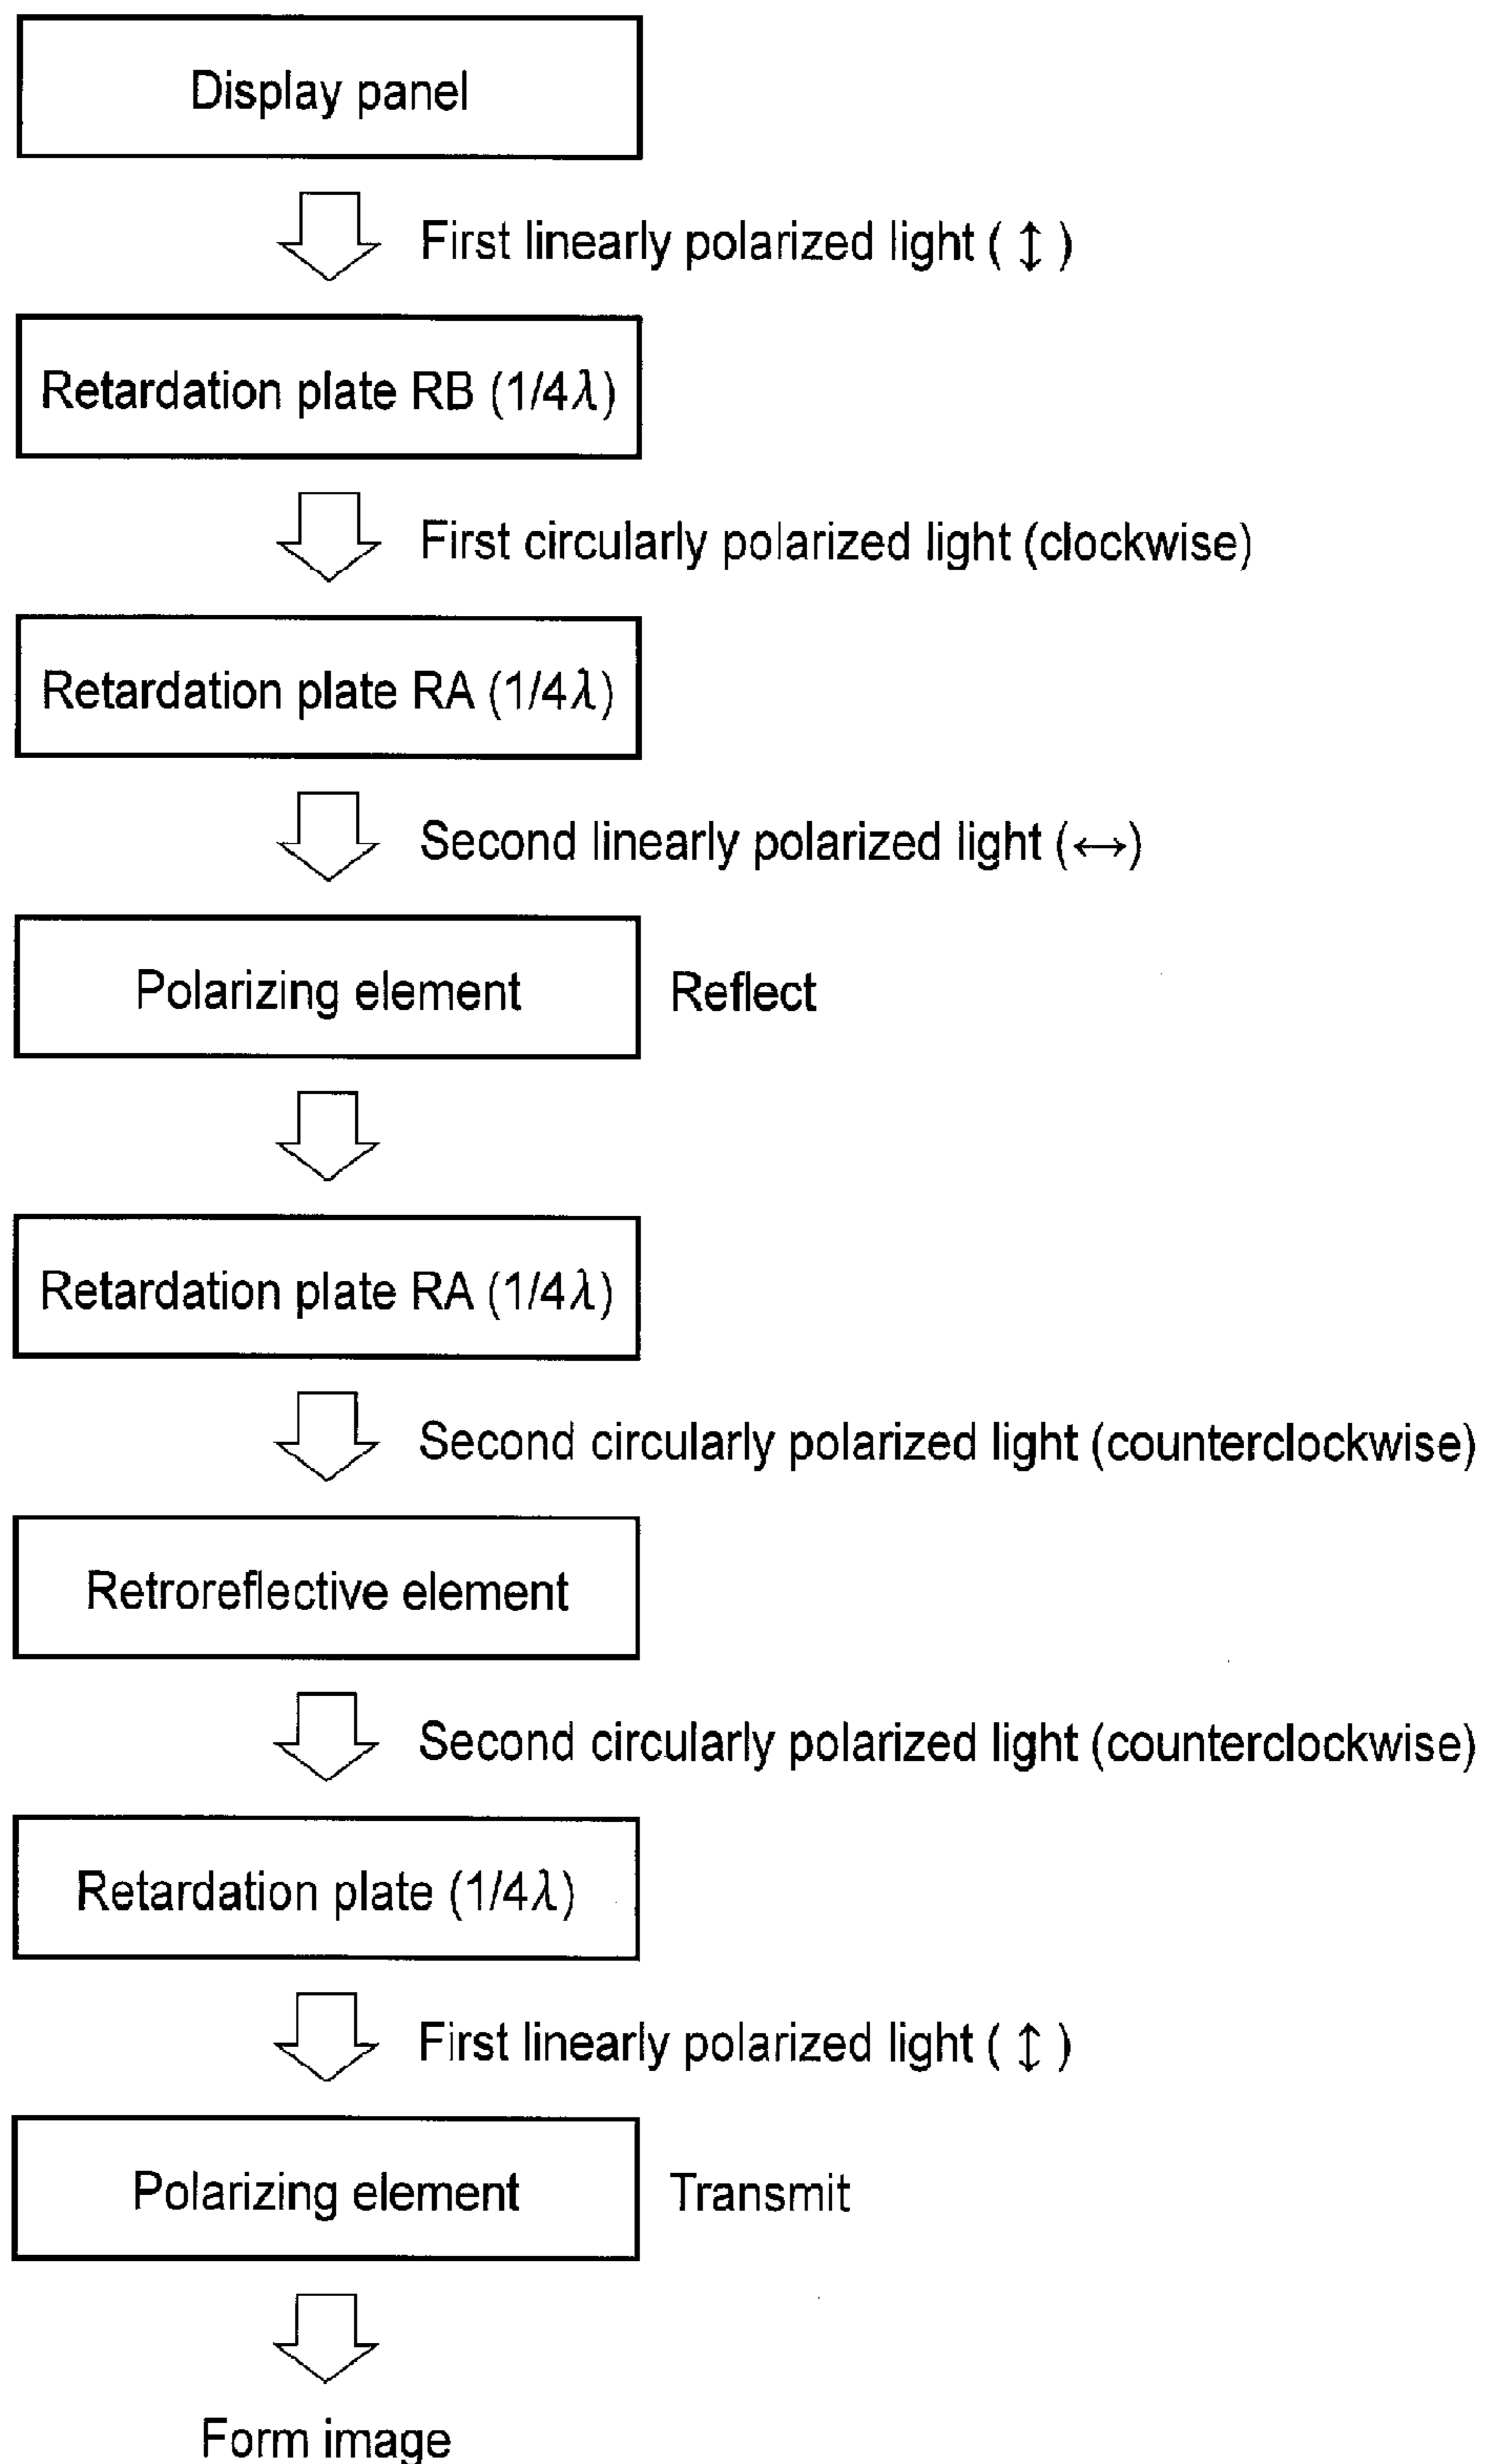 Display panel
First linearly polarized light ( ↕ )
Retardation plate RB (1/4λ)
First circularly polarized light (clockwise)
Retardation plate RA (1/4λ)
Second linearly polarized light (↔)
Polarizing element
Reflect
Retardation plate RA (1/4λ)
Second circularly polarized light (counterclockwise)
Retroreflective element
Second circularly polarized light (counterclockwise)
Retardation plate (1/4λ)
First linearly polarized light ( ↕ )
Polarizing element
Transmit
Form image